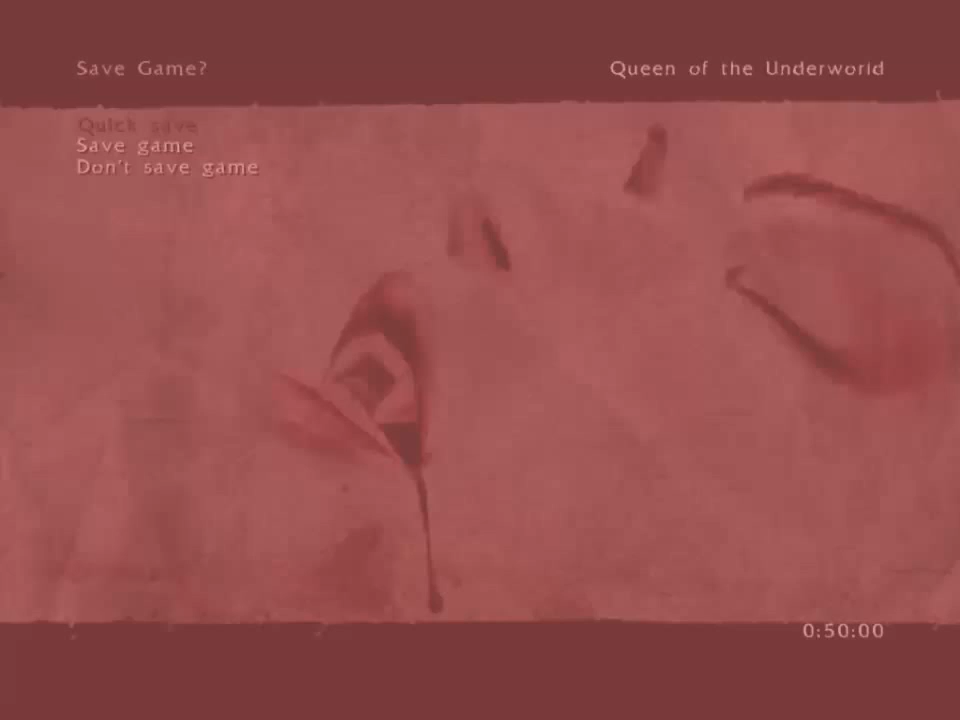 Save Game?
Queen of the Underworld
Quick save
Save game
Don't save game
0:50:00